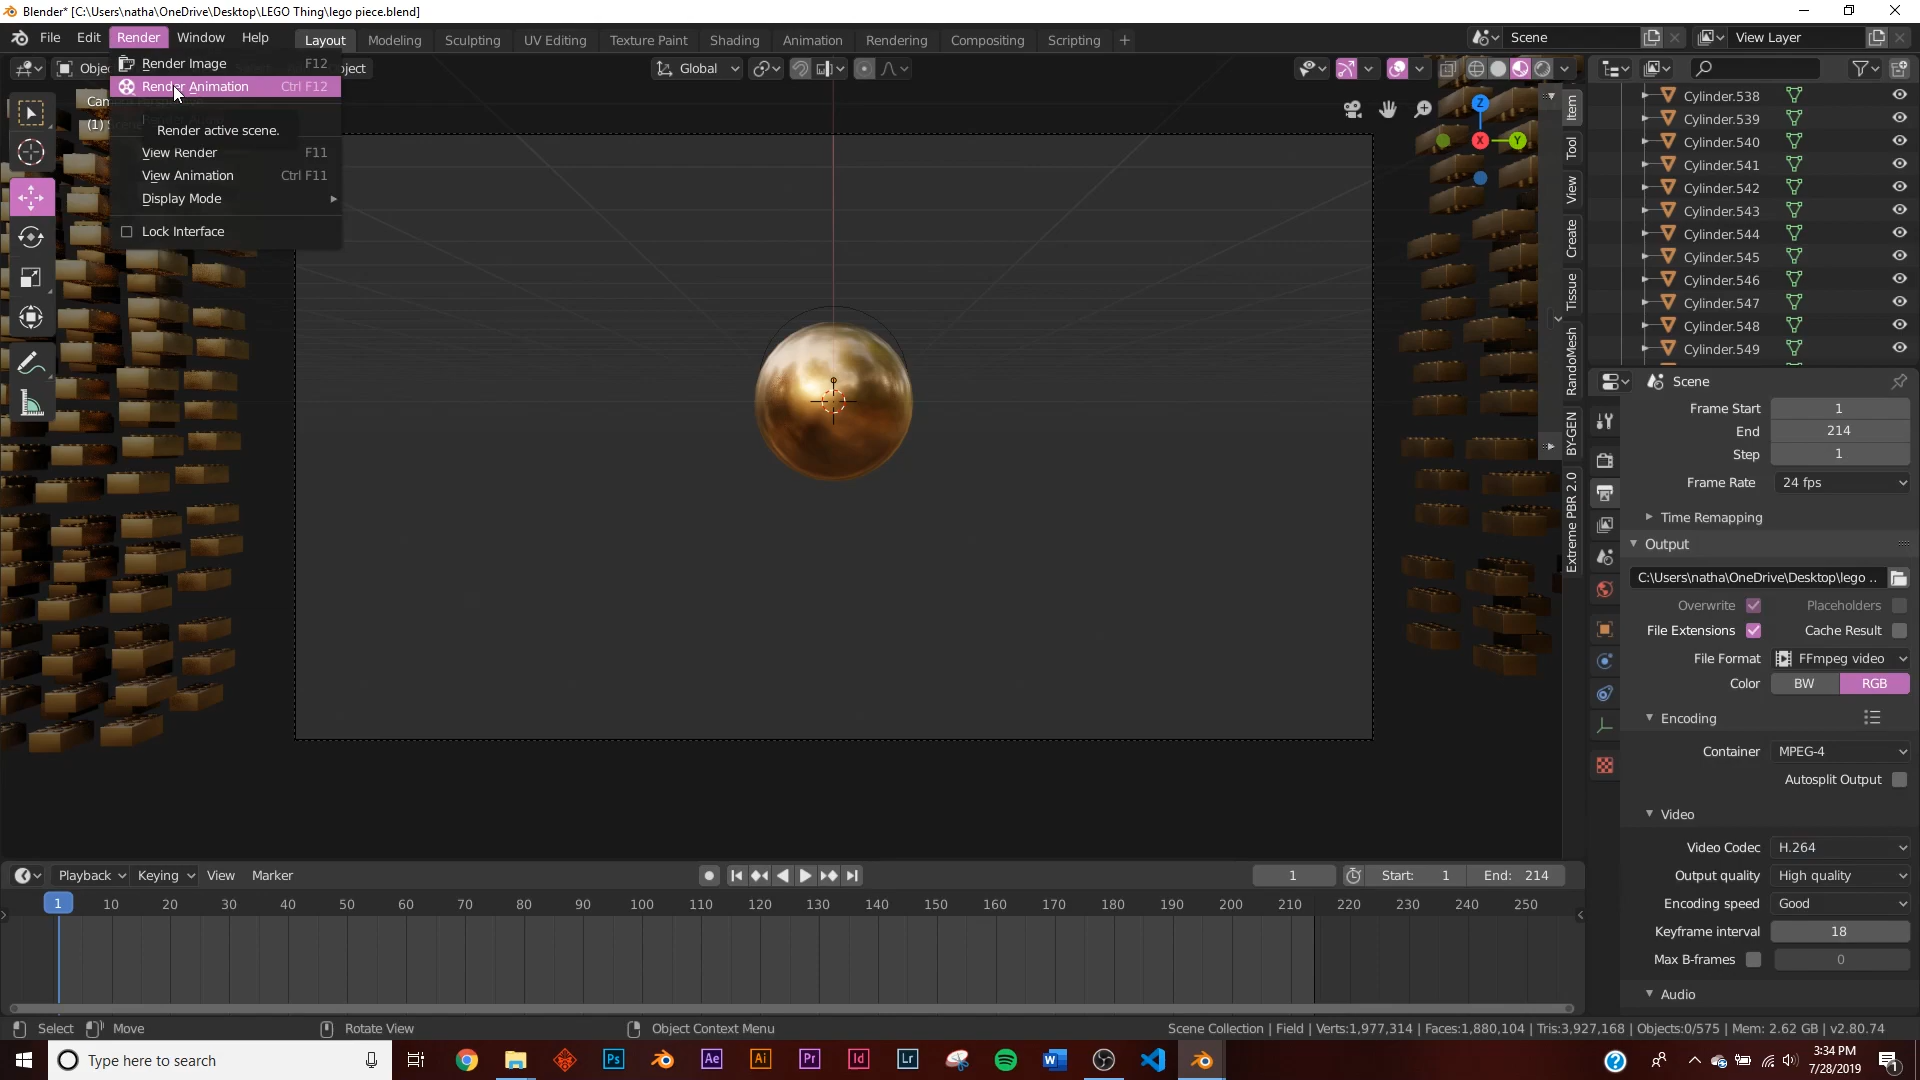 Blender* [C:\Users\natha\OneDrive\Desktop\LEGO Thing\lego piece.blend]
File Edit Render Window Help Layout Modeling Sculpting UV Editing Texture Paint Shading Animation Rendering Compositing Scripting + Scene View Layer
Render Image F12
Render Animation Ctrl F12
Render active scene.
View Render F11
View Animation Ctrl F11
Display Mode
Lock Interface
Global
(1)
Z
X
Y
Item
Tool
View
Create
Tissue
RandoMesh
BY-GEN
Extreme PBR 2.0
Cylinder.538
Cylinder.539
Cylinder.540
Cylinder.541
Cylinder.542
Cylinder.543
Cylinder.544
Cylinder.545
Cylinder.546
Cylinder.547
Cylinder.548
Cylinder.549
Scene
Frame Start 1
End 214
Step 1
Frame Rate 24 fps
Time Remapping
Output
C:\Users\natha\OneDrive\Desktop\lego ..
Overwrite Placeholders
File Extensions Cache Result
File Format FFmpeg video
Color BW RGB
Encoding
Container MPEG-4
Autosplit Output
Video
Video Codec H.264
Output quality High quality
Encoding speed Good
Keyframe interval 18
Max B-frames 0
Audio
Playback Keying View Marker 1 Start: 1 End: 214
1 10 20 30 40 50 60 70 80 90 100 110 120 130 140 150 160 170 180 190 200 210 220 230 240 250
Select Move Rotate View Object Context Menu Scene Collection | Field | Verts:1,977,314 | Faces:1,880,104 | Tris:3,927,168 | Objects:0/575 | Mem: 2.62 GB | v2.80.74
Type here to search Ps Ae Ai Pr Id Lr W
3:34 PM
7/28/2019
1